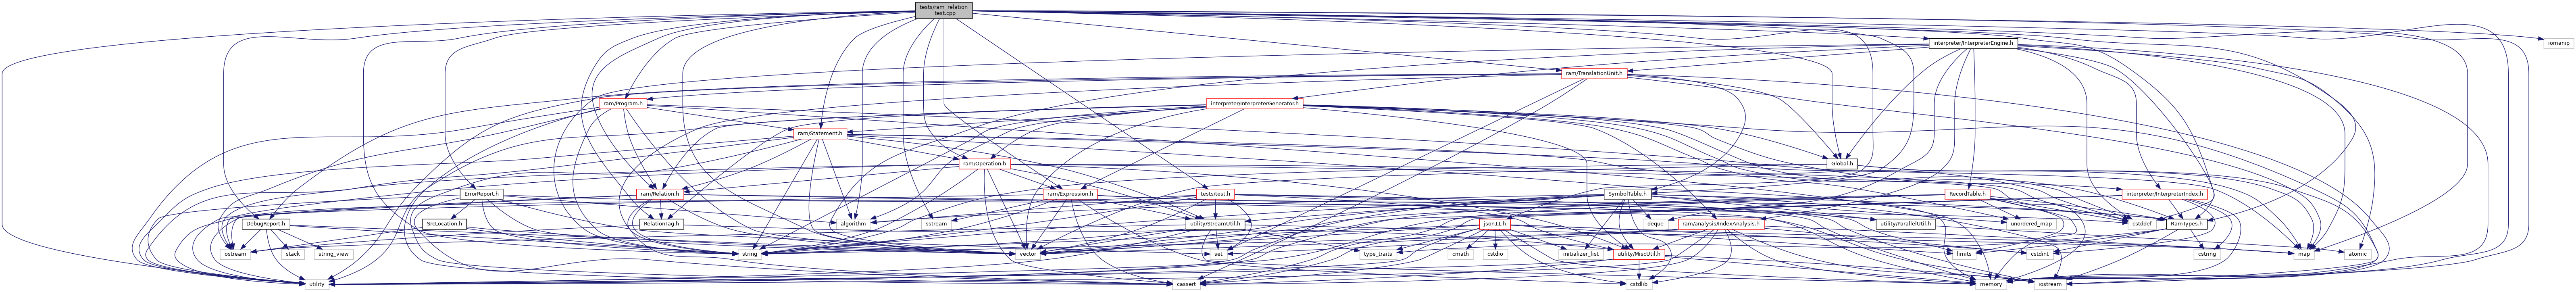 tests/ram_relation
_test.cpp
interpreter/InterpreterEngine.h
iomanip
ram/TranslationUnit.h
ram/Program.h
interpreter/InterpreterGenerator.h
ram/Statement.h
ram/Operation.h
Global.h
ErrorReport.h
ram/Relation.h
ram/Expression.h
tests/test.h
SymbolTable.h
RecordTable.h
interpreter/InterpreterIndex.h
DebugReport.h
SrcLocation.h
RelationTag.h
algorithm
sstream
utility/StreamUtil.h
json11.h
deque
ram/analysis/IndexAnalysis.h
utility/ParallelUtil.h
unordered_map
cstddef
RamTypes.h
ostream
stack
string_view
string
vector
set
type_traits
cmath
cstdio
initializer_list
utility/MiscUtil.h
limits
cstdint
cstring
map
atomic
utility
cassert
cstdlib
memory
iostream